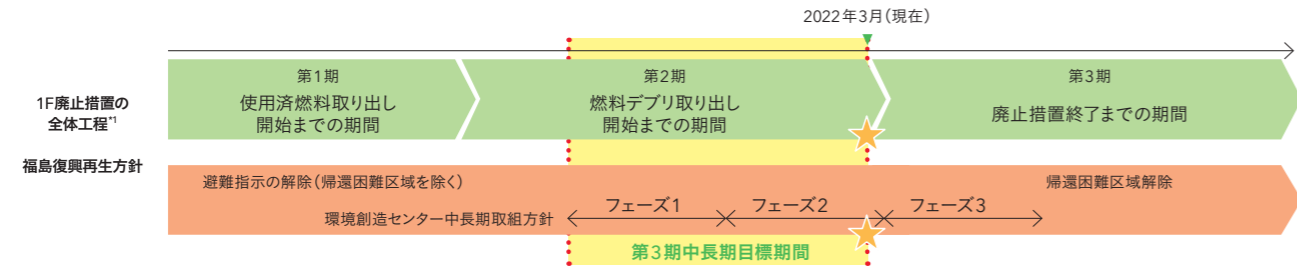 2022年3月(現在)
第1期
使用済燃料取り出し
開始までの期間
第2期
燃料デブリ取り出し
開始までの期間
第3期
廃止措置終了までの期間
1F廃止措置の
全体工程*1
福島復興再生方針
避難指示の解除(帰還困難区域を除く)
帰還困難区域解除
環境創造センター中長期取組方針
フェーズ1
フェーズ2
フェーズ3
第3期中長期目標期間